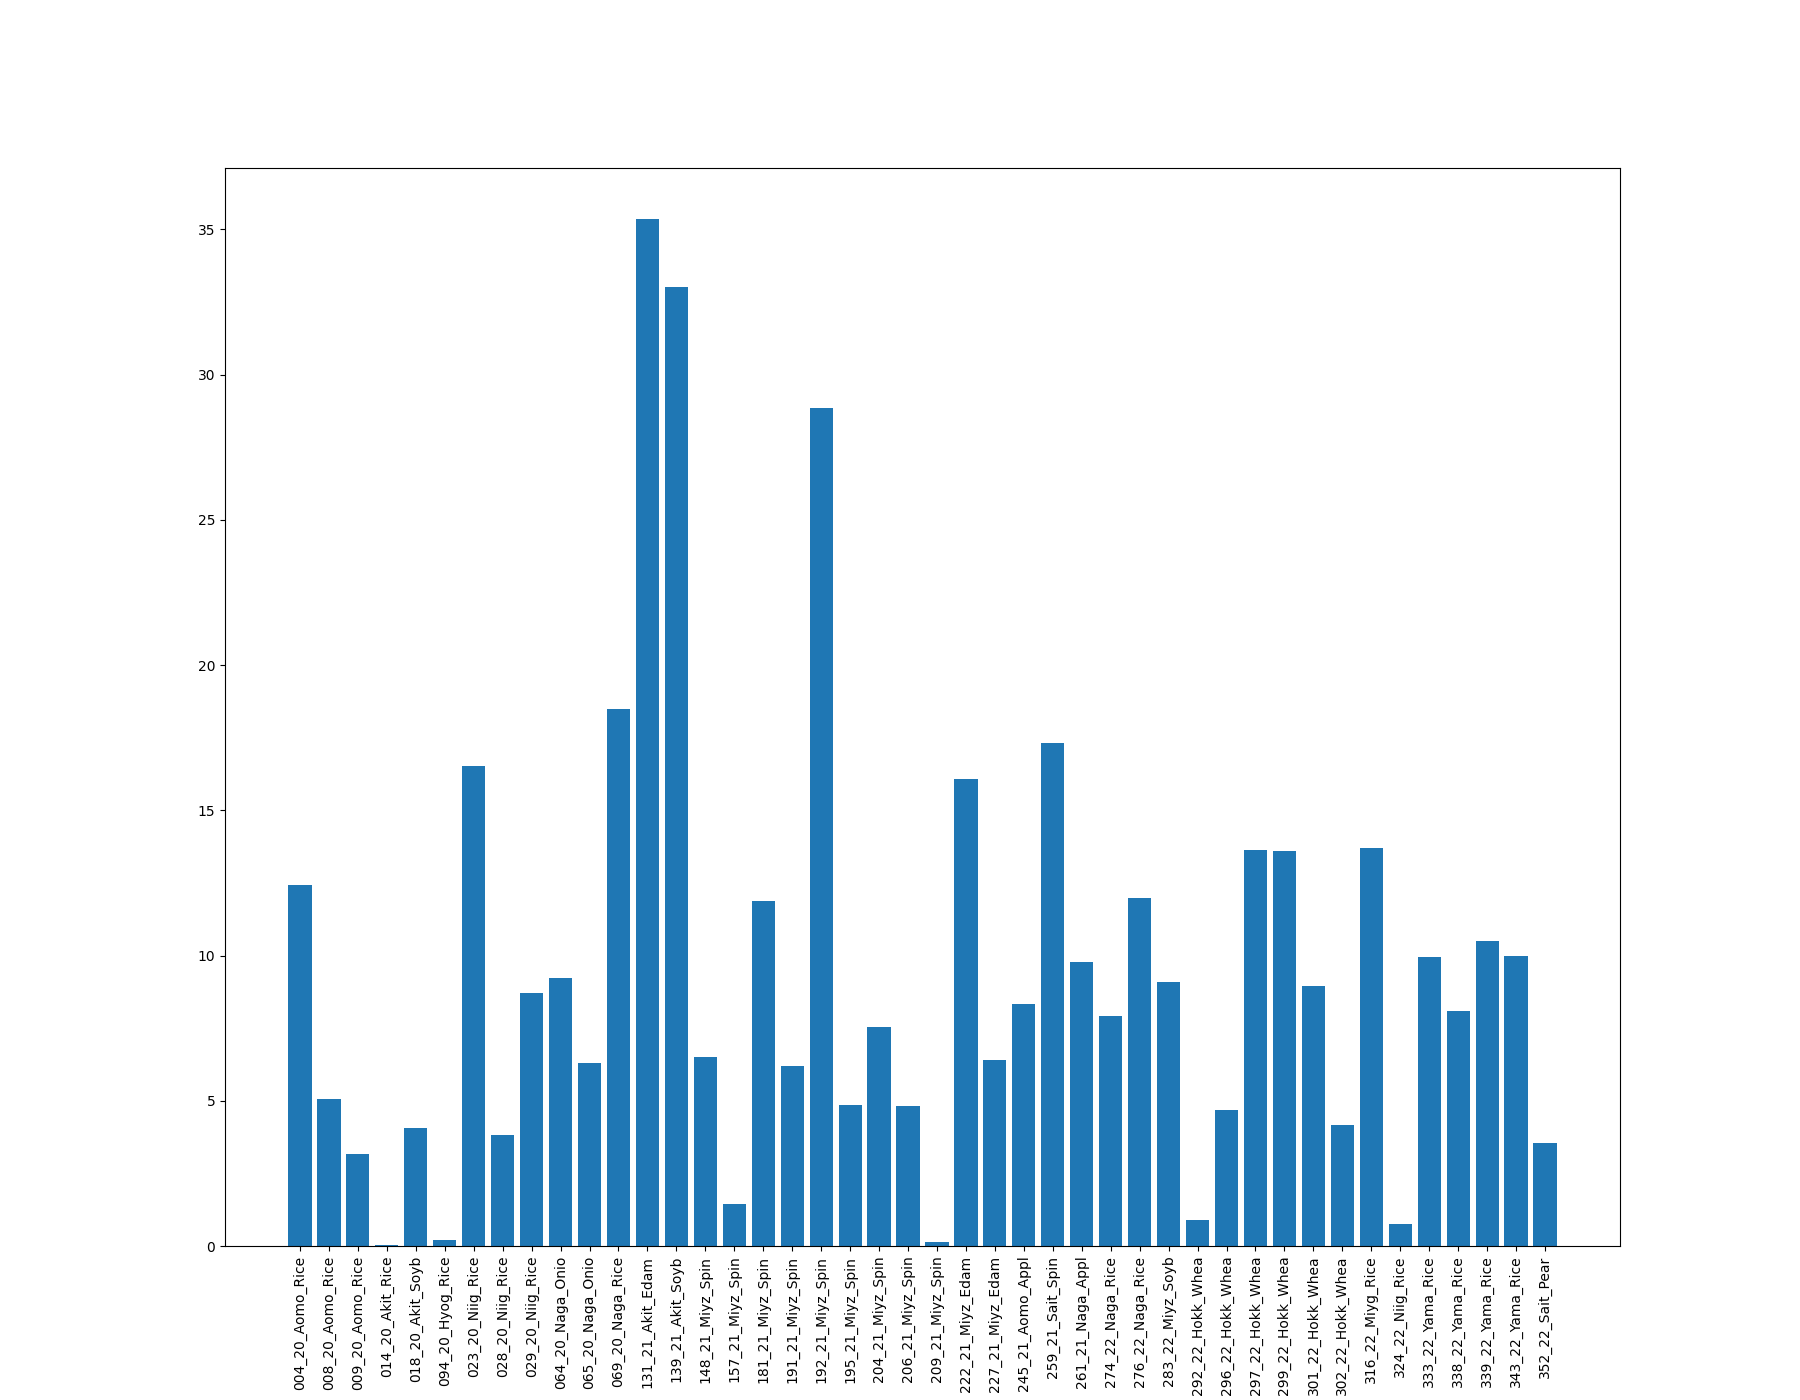 35
30
25
20
15
10
5
0
004_20_Aomo_Rice
008_20_Aomo_Rice
009_20_Aomo_Rice
014_20_Akit_Rice
018_20_Akit_Soyb
094_20_Hyog_Rice
023_20_Niig_Rice
028_20_Niig_Rice
029_20_Niig_Rice
064_20_Naga_Onio
065_20_Naga_Onio
069_20_Naga_Rice
131_21_Akit_Edam
139_21_Akit_Soyb
148_21_Miyz_Spin
157_21_Miyz_Spin
181_21_Miyz_Spin
191_21_Miyz_Spin
192_21_Miyz_Spin
195_21_Miyz_Spin
204_21_Miyz_Spin
206_21_Miyz_Spin
209_21_Miyz_Spin
222_21_Miyz_Edam
227_21_Miyz_Edam
245_21_Aomo_Appl
259_21_Sait_Spin
261_21_Naga_Appl
274_22_Naga_Rice
276_22_Naga_Rice
283_22_Miyz_Soyb
292_22_Hokk_Whea
296_22_Hokk_Whea
297_22_Hokk_Whea
299_22_Hokk_Whea
301_22_Hokk_Whea
302_22_Hokk_Whea
316_22_Miyg_Rice
324_22_Niig_Rice
333_22_Yama_Rice
338_22_Yama_Rice
339_22_Yama_Rice
343_22_Yama_Rice
352_22_Sait_Pear